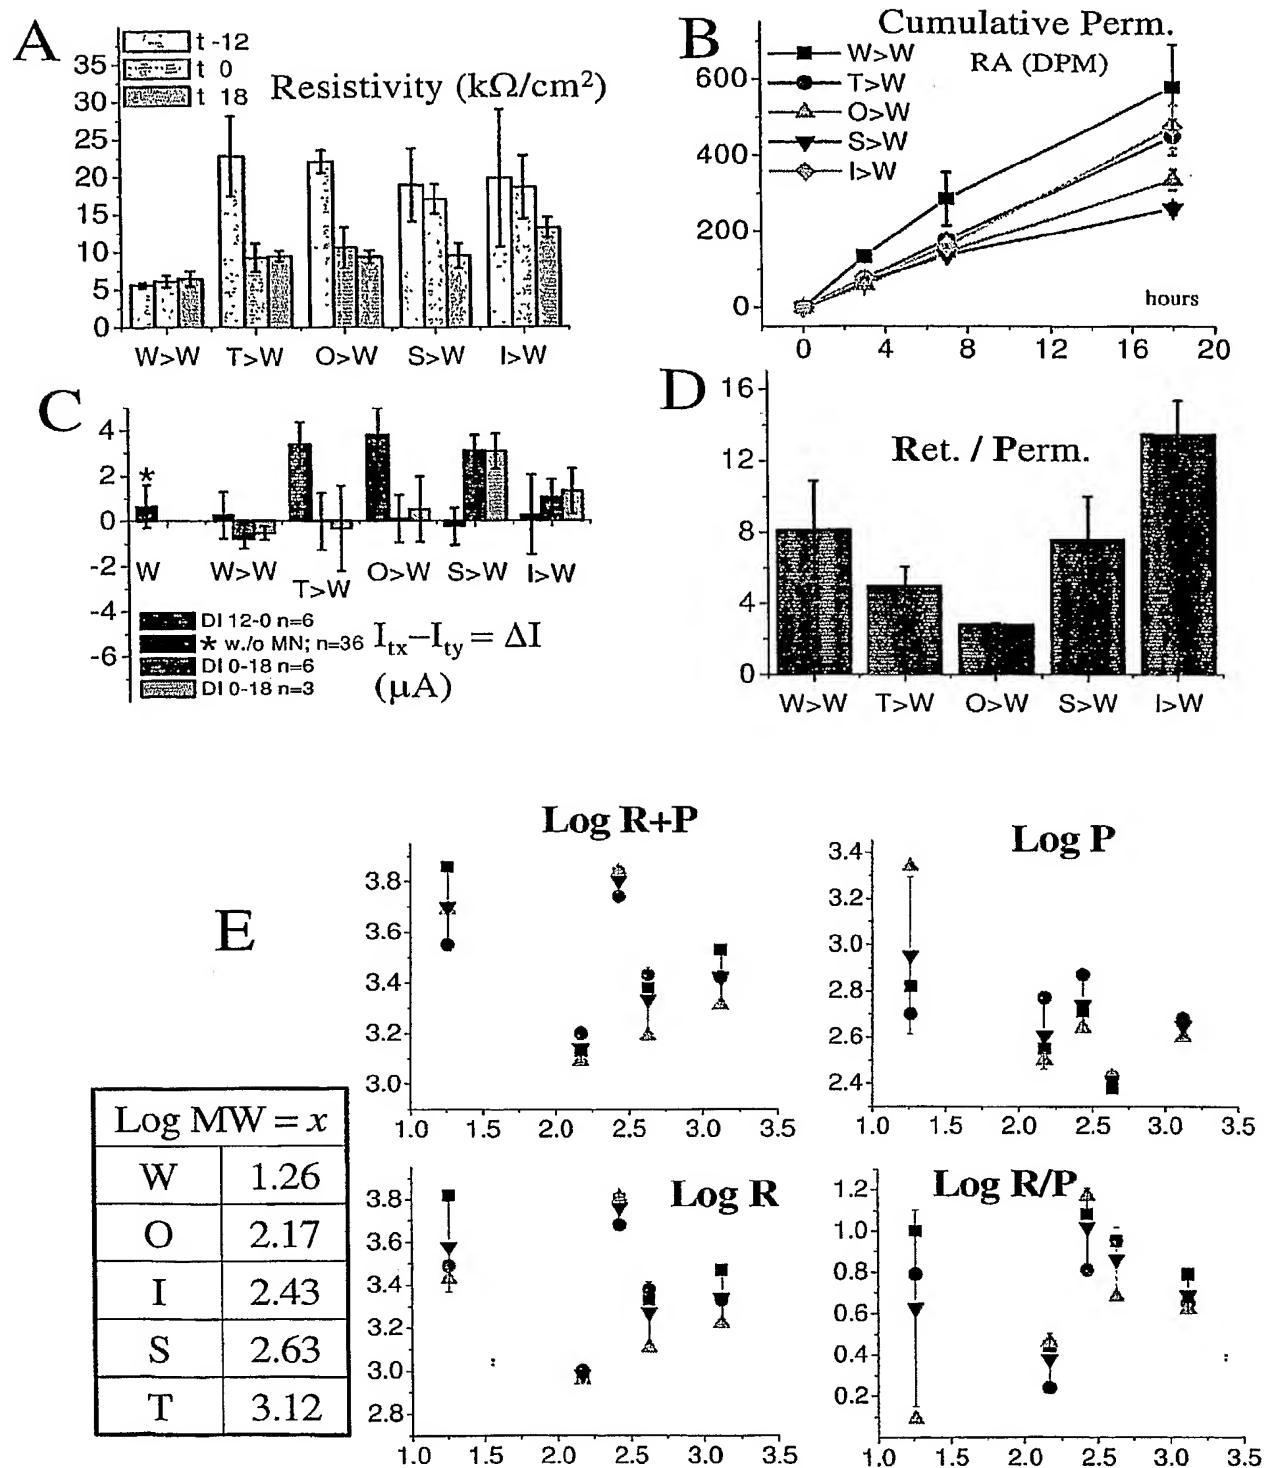 A
t -12
t 0
t 18
Resistivity (kΩ/cm²)
35
30
25
20
15
10
5
0
W>W T>W O>W S>W I>W
B
Cumulative Perm.
RA (DPM)
W>W
T>W
O>W
S>W
I>W
600
400
200
0
hours
0 4 8 12 16 20
C
4
2
0
-2
-4
-6
*
W W>W T>W O>W S>W I>W
DI 12-0 n=6
* w./o MN; n=36
DI 0-18 n=6
DI 0-18 n=3
Itx–Ity = ΔI
(μA)
D
Ret. / Perm.
16
12
8
4
0
W>W T>W O>W S>W I>W
E
Log R+P
3.8
3.6
3.4
3.2
3.0
1.0 1.5 2.0 2.5 3.0 3.5
Log P
3.4
3.2
3.0
2.8
2.6
2.4
1.0 1.5 2.0 2.5 3.0 3.5
Log MW = x
W 1.26
O 2.17
I 2.43
S 2.63
T 3.12
Log R
3.8
3.6
3.4
3.2
3.0
2.8
1.0 1.5 2.0 2.5 3.0 3.5
Log R/P
1.2
1.0
0.8
0.6
0.4
0.2
1.0 1.5 2.0 2.5 3.0 3.5